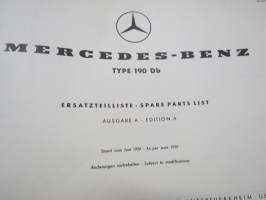 MERCEDES-BENZ
TYPE 190 Db
ERSATZTEILLISTE · SPARE PARTS LIST
AUSGABE A · EDITION A
Stand vom Juni 1959 · As per June 1959
Änderungen vorbehalten · Subject to modifications